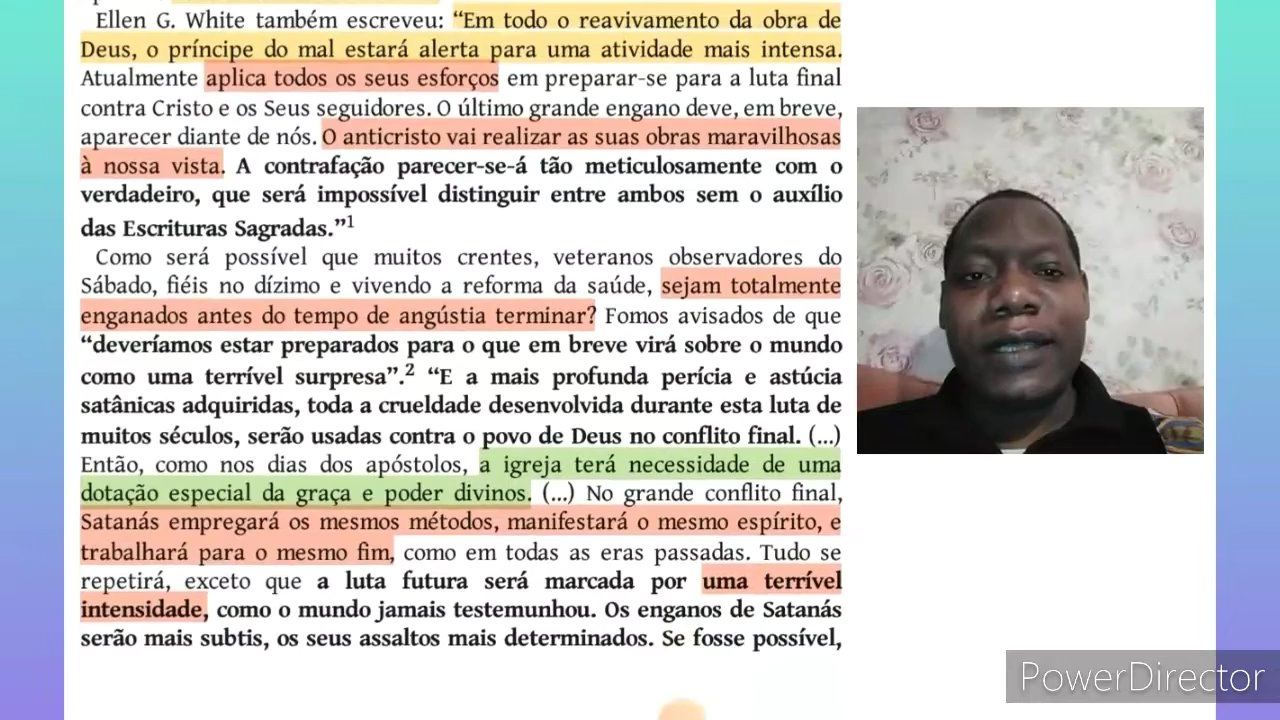 Ellen G. White também escreveu: “Em todo o reavivamento da obra de
Deus, o príncipe do mal estará alerta para uma atividade mais intensa.
Atualmente aplica todos os seus esforços em preparar-se para a luta final
contra Cristo e os Seus seguidores. O último grande engano deve, em breve,
aparecer diante de nós. O anticristo vai realizar as suas obras maravilhosas
à nossa vista. A contrafação parecer-se-á tão meticulosamente com o
verdadeiro, que será impossível distinguir entre ambos sem o auxílio
das Escrituras Sagradas.”1
Como será possível que muitos crentes, veteranos observadores do
Sábado, fiéis no dízimo e vivendo a reforma da saúde, sejam totalmente
enganados antes do tempo de angústia terminar? Fomos avisados de que
“deveríamos estar preparados para o que em breve virá sobre o mundo
como uma terrível surpresa”.2 “E a mais profunda perícia e astúcia
satânicas adquiridas, toda a crueldade desenvolvida durante esta luta de
muitos séculos, serão usadas contra o povo de Deus no conflito final. (...)
Então, como nos dias dos apóstolos, a igreja terá necessidade de uma
dotação especial da graça e poder divinos. (...) No grande conflito final,
Satanás empregará os mesmos métodos, manifestará o mesmo espírito, e
trabalhará para o mesmo fim, como em todas as eras passadas. Tudo se
repetirá, exceto que a luta futura será marcada por uma terrível
intensidade, como o mundo jamais testemunhou. Os enganos de Satanás
serão mais subtis, os seus assaltos mais determinados. Se fosse possível,
PowerDirector